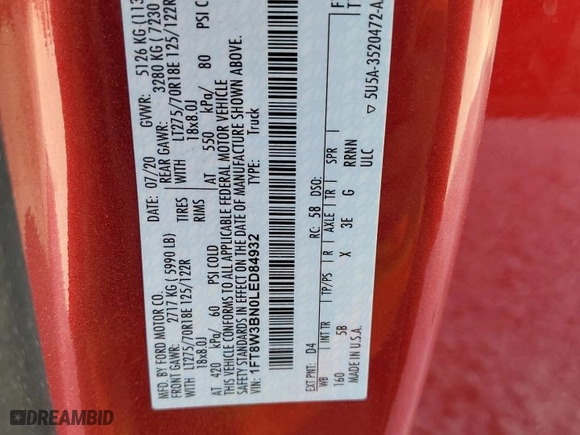 MFD. BY FORD MOTOR CO.
DATE: 07/20 GVWR: 5126 KG
FRONT GAWR: 2717 KG ( 5990 LB)
REAR GAWR: 3280 KG ( 7230
LT275/70R18E 125/122R
WITH TIRES
LT275/70R18E 125/122R
WITH
18x8.0J RIMS
18x8.0J
AT 420 kPa/ 60 PSI COLD
AT 550 kPa/ 80 PSI
THIS VEHICLE CONFORMS TO ALL APPLICABLE FEDERAL MOTOR VEHICLE
SAFETY STANDARDS IN EFFECT ON THE DATE OF MANUFACTURE SHOWN ABOVE.
VIN: 1FT8W3BN0LED84932
TYPE: Truck
EXT PNT: D4 RC: 58 DSO:
WB INT TR TP/PS R AXLE TR SPR
160 5B X 3E G RRNN
MADE IN U.S.A. ULC
▽ 5U5A-3520472-A
DREAMBID